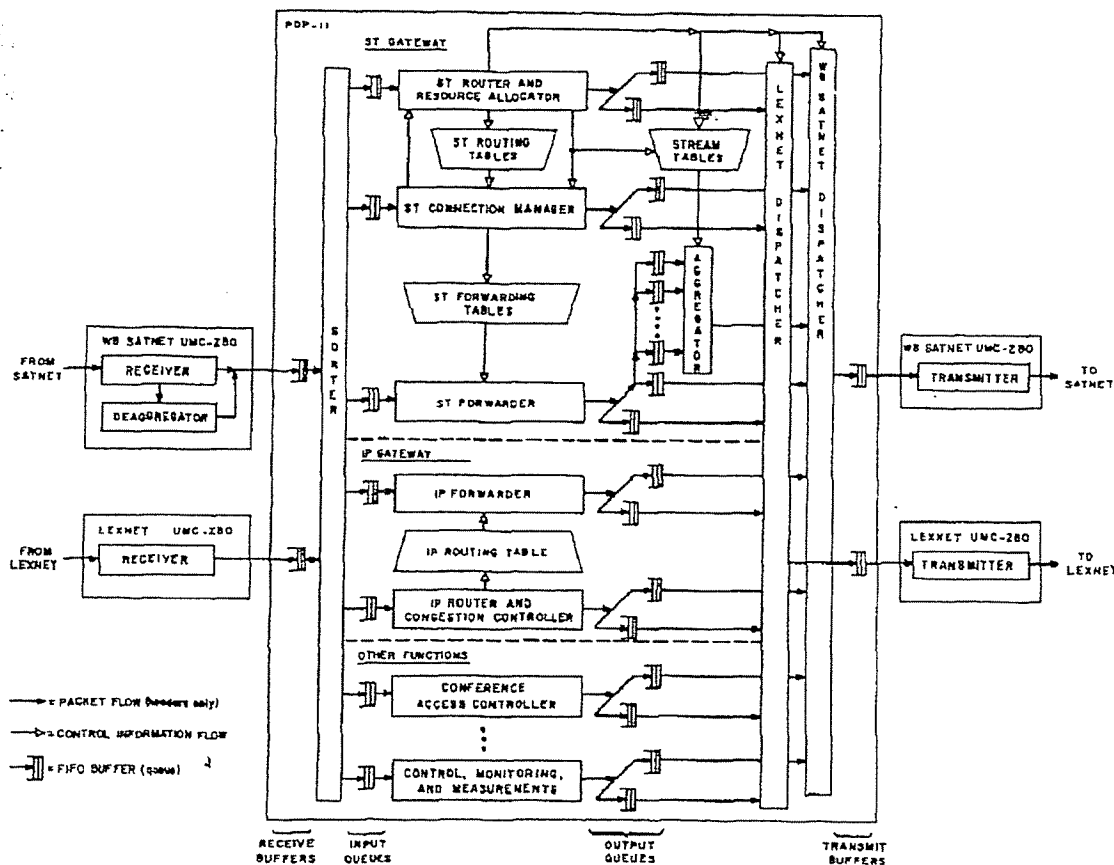 PDP-11
ST GATEWAY
ST ROUTER AND
RESOURCE ALLOCATOR
ST ROUTING
TABLES
STREAM
TABLES
ST CONNECTION MANAGER
ST FORWARDING
TABLES
AGGREGATOR
ST FORWARDER
SORTER
LEXNET DISPATCHER
WB SATNET DISPATCHER
FROM
SATNET
WB SATNET UMC-Z80
RECEIVER
DEAGGREGATOR
WB SATNET UMC-Z80
TRANSMITTER
TO
SATNET
IP GATEWAY
IP FORWARDER
IP ROUTING TABLE
IP ROUTER AND
CONGESTION CONTROLLER
FROM
LEXNET
LEXNET UMC-Z80
RECEIVER
LEXNET UMC-Z80
TRANSMITTER
TO
LEXNET
OTHER FUNCTIONS
CONFERENCE
ACCESS CONTROLLER
CONTROL, MONITORING,
AND MEASUREMENTS
= PACKET FLOW (headers only)
= CONTROL INFORMATION FLOW
= FIFO BUFFER (queue)
RECEIVE
BUFFERS
INPUT
QUEUES
OUTPUT
QUEUES
TRANSMIT
BUFFERS